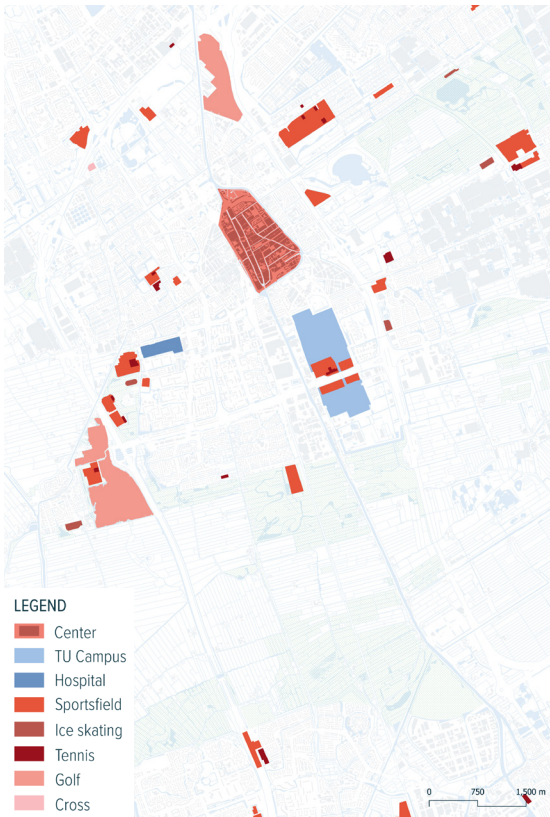 LEGEND
Center
TU Campus
Hospital
Sportsfield
Ice skating
Tennis
Golf
Cross
0 750 1,500 m